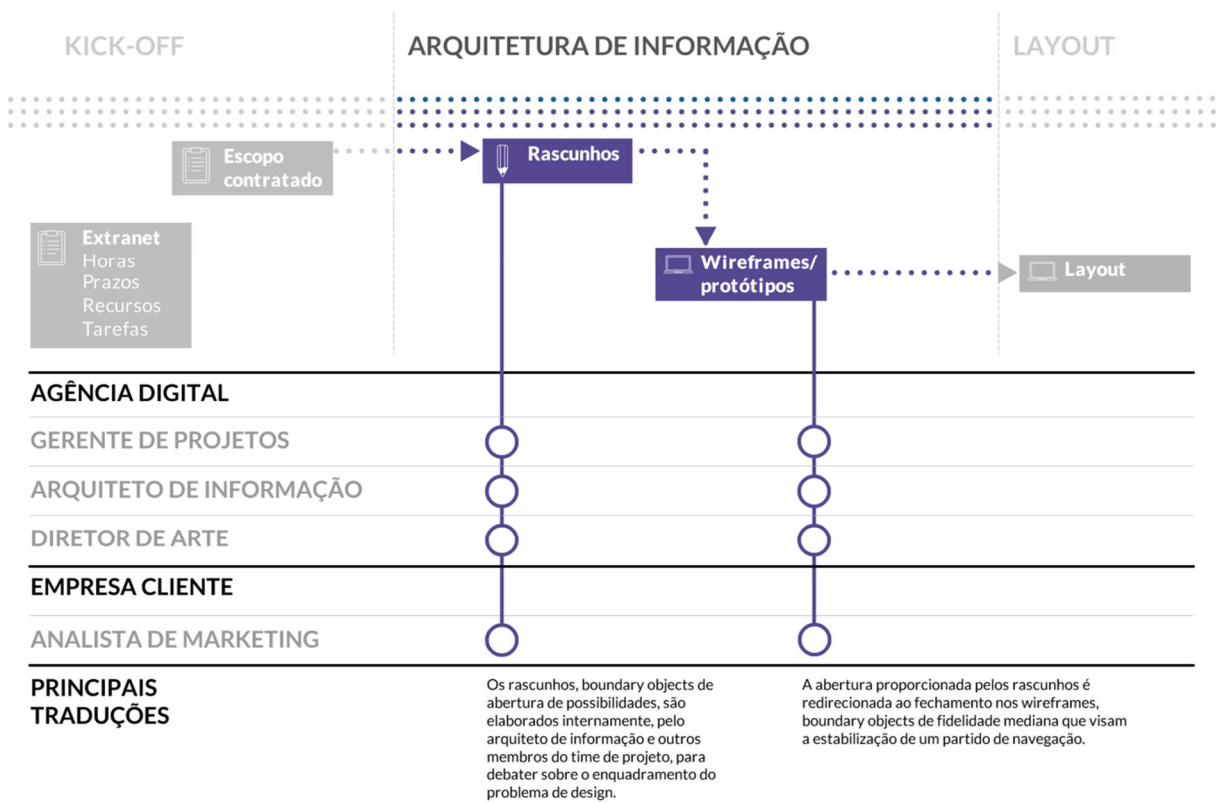 KICK-OFF
ARQUITETURA DE INFORMAÇÃO
LAYOUT
Escopo
contratado
Rascunhos
Extranet
Horas
Prazos
Recursos
Tarefas
Wireframes/
protótipos
Layout
AGÊNCIA DIGITAL
GERENTE DE PROJETOS
ARQUITETO DE INFORMAÇÃO
DIRETOR DE ARTE
EMPRESA CLIENTE
ANALISTA DE MARKETING
PRINCIPAIS
TRADUÇÕES
Os rascunhos, boundary objects de
abertura de possibilidades, são
elaborados internamente, pelo
arquiteto de informação e outros
membros do time de projeto, para
debater sobre o enquadramento do
problema de design.
A abertura proporcionada pelos rascunhos é
redirecionada ao fechamento nos wireframes,
boundary objects de fidelidade mediana que visam
a estabilização de um partido de navegação.